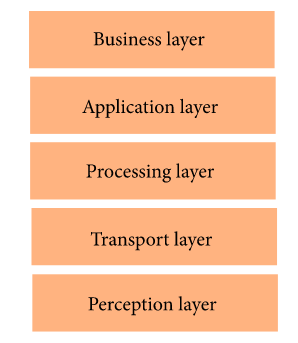 Business layer
Application layer
Processing layer
Transport layer
Perception layer